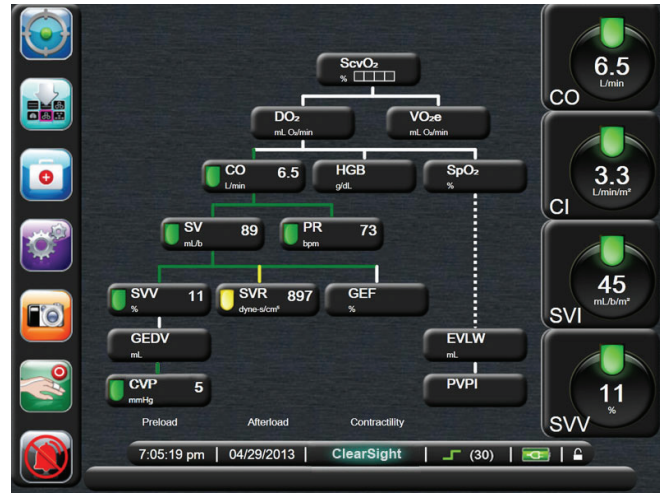 ScvO₂
%
DO₂
mL O₂/min
VO₂e
mL O₂/min
CO 6.5
L/min
HGB
g/dL
SpO₂
%
SV 89
mL/b
PR 73
bpm
SVV 11
%
SVR 897
dyne-s/cm⁵
GEF
%
GEDV
mL
EVLW
mL
CVP 5
mmHg
PVPI
Preload Afterload Contractility
7:05:19 pm | 04/29/2013 | ClearSight | (30) |
6.5
L/min
CO
3.3
L/min/m²
CI
45
mL/b/m²
SVI
11
%
SVV